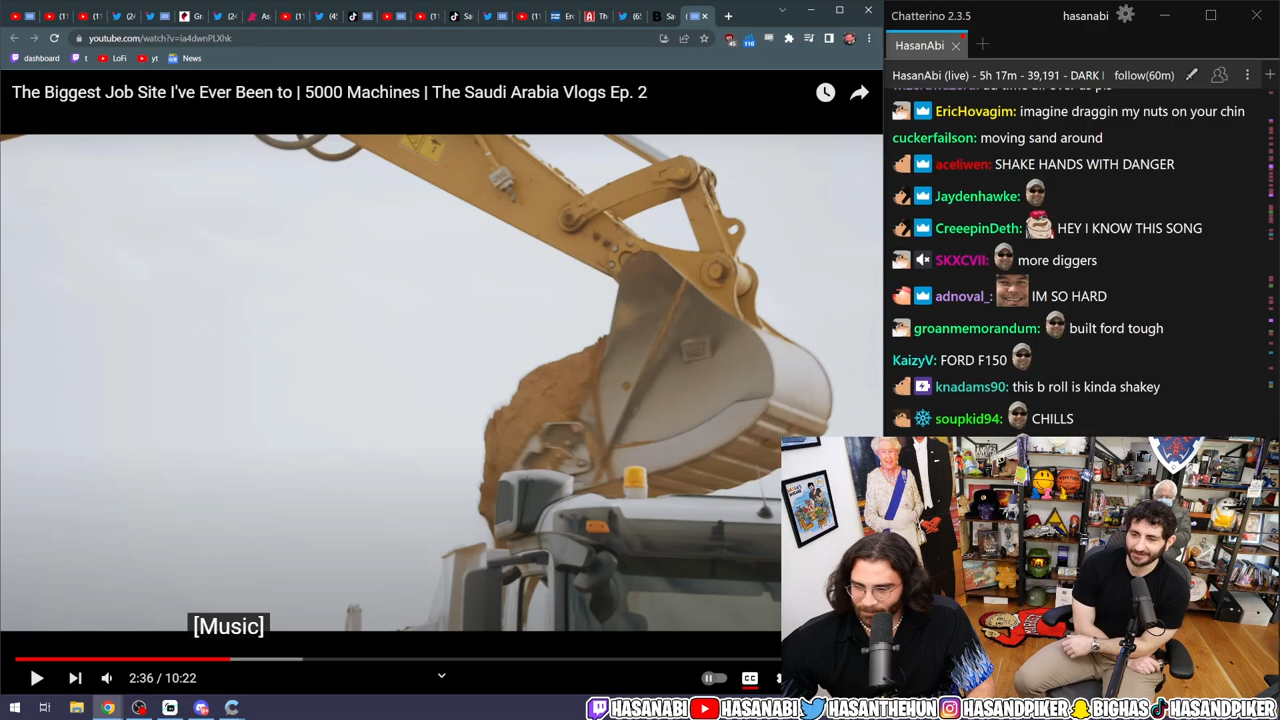 Chatterino 2.3.5
hasanabi
youtube.com/watch?v=ia4dwnPLXhk
45
110
HasanAbi
dashboard
t
LoFi
yt
News
HasanAbi (live) - 5h 17m - 39,191 - DARK
follow(60m)
The Biggest Job Site I've Ever Been to | 5000 Machines | The Saudi Arabia Vlogs Ep. 2
EricHovagim: imagine draggin my nuts on your chin
cuckerfailson: moving sand around
aceliwen: SHAKE HANDS WITH DANGER
Jaydenhawke:
CreeepinDeth: HEY I KNOW THIS SONG
SKXCVII: more diggers
adnoval_: IM SO HARD
groanmemorandum: built ford tough
KaizyV: FORD F150
knadams90: this b roll is kinda shakey
soupkid94: CHILLS
[Music]
2:36 / 10:22
CC
HASANABI HASANABI HASANTHEHUN HASANDPIKER BIGHAS HASANDPIKER